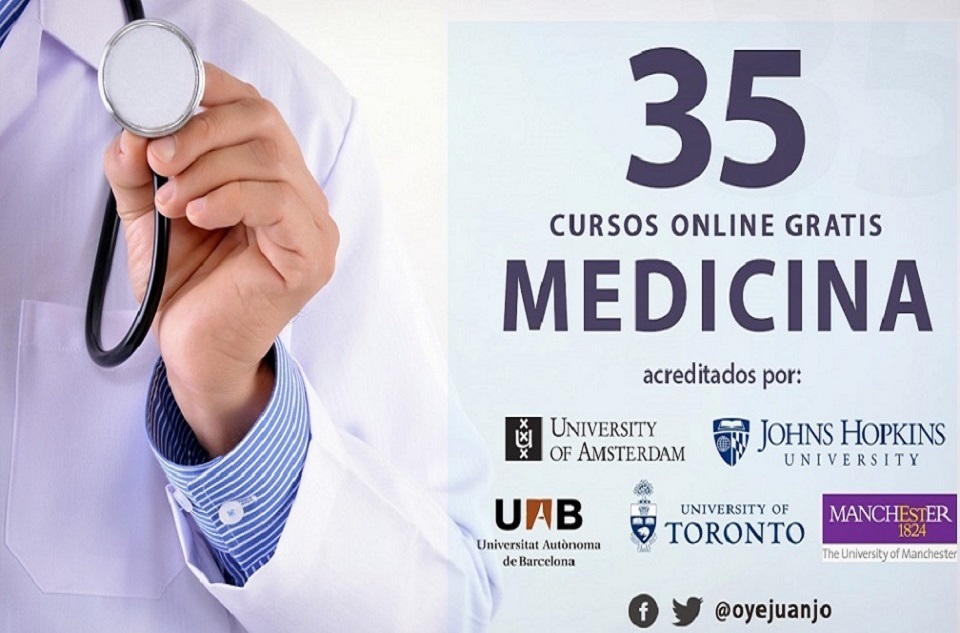 35
CURSOS ONLINE GRATIS
MEDICINA
acreditados por:
UNIVERSITY
OF AMSTERDAM
JOHNS HOPKINS
UNIVERSITY
UAB
Universitat Autònoma
de Barcelona
UNIVERSITY OF
TORONTO
MANCHESTER
1824
The University of Manchester
@oyejuanjo